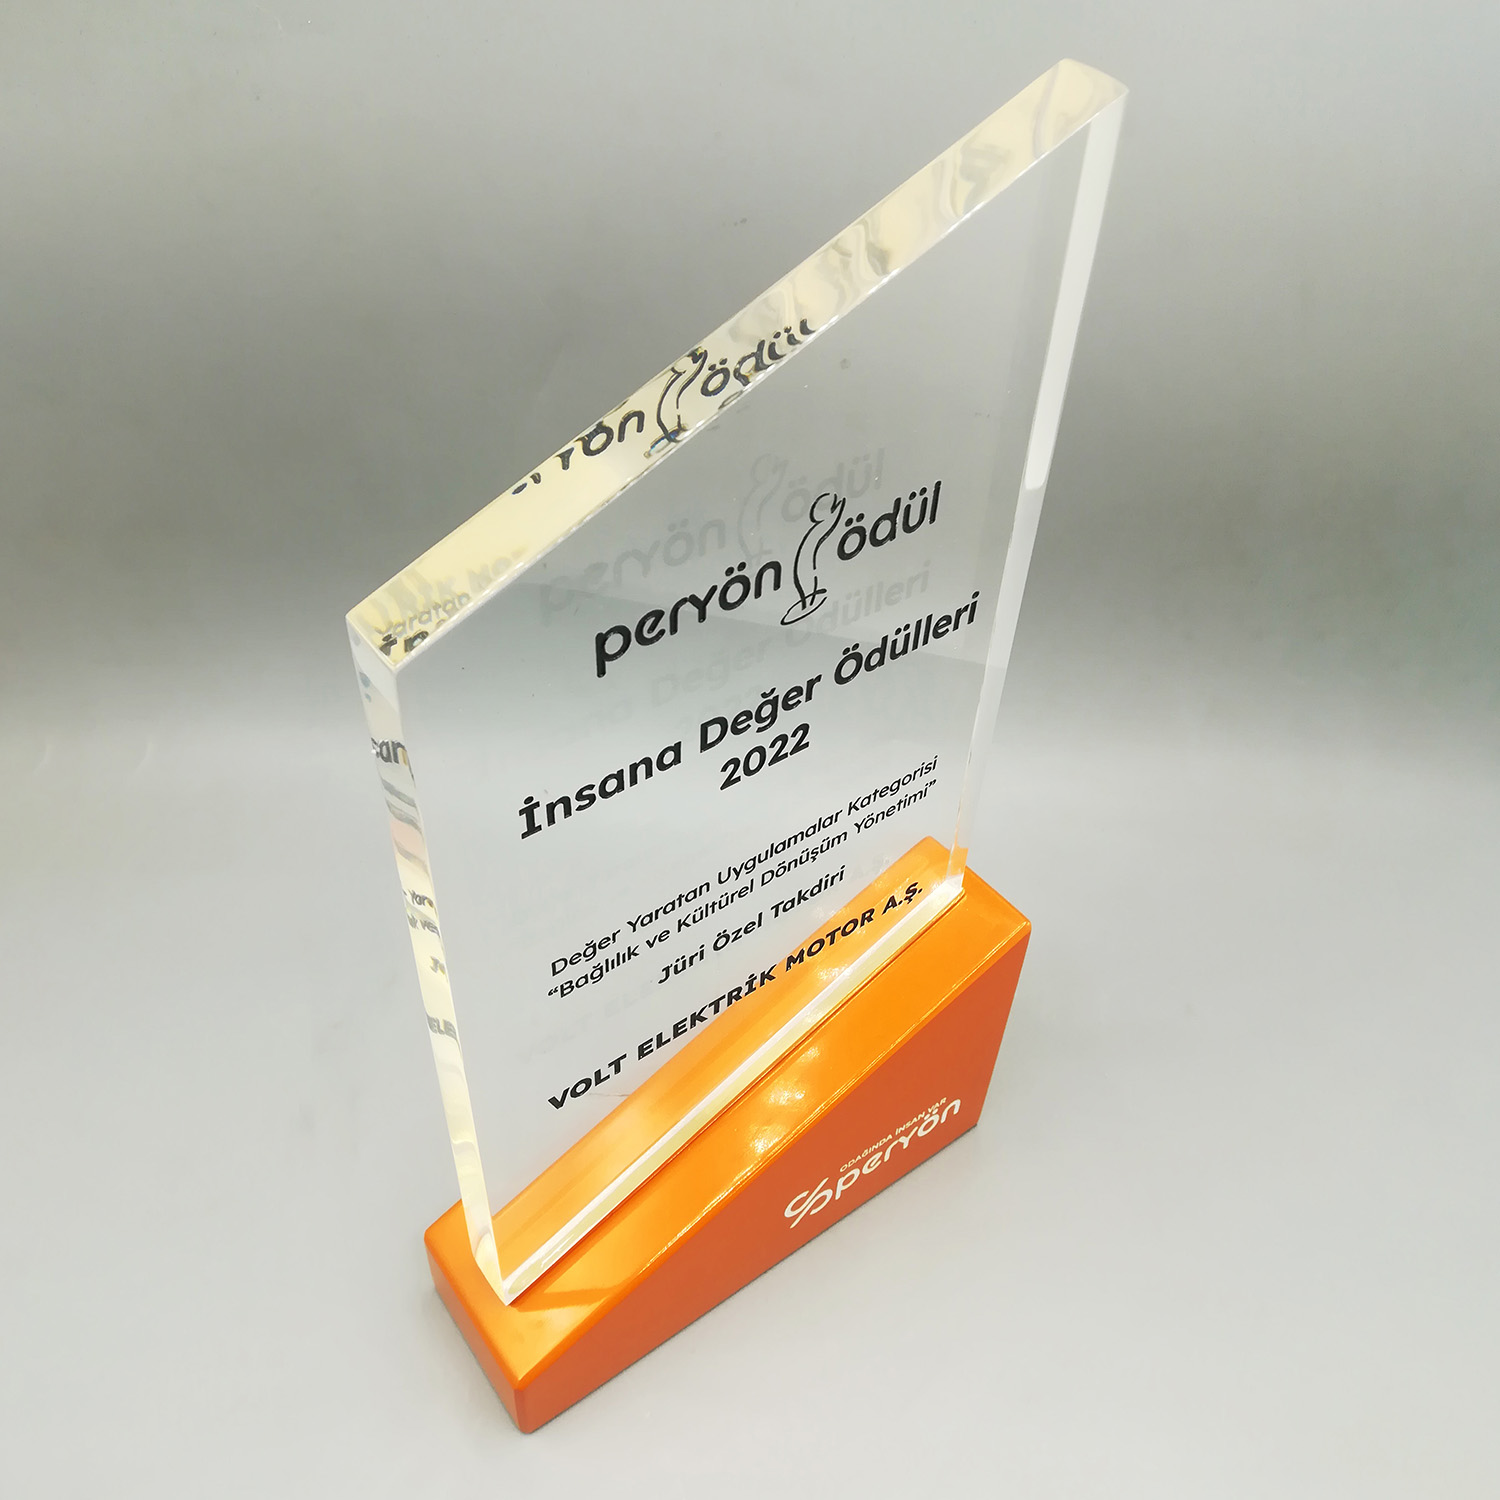 peryön ödül
İnsana Değer Ödülleri
2022
Değer Yaratan Uygulamalar Kategorisi
“Bağlılık ve Kültürel Dönüşüm Yönetimi”
Jüri Özel Takdiri
VOLT ELEKTRİK MOTOR A.Ş.
ODAĞINDA İNSAN VAR
peryön